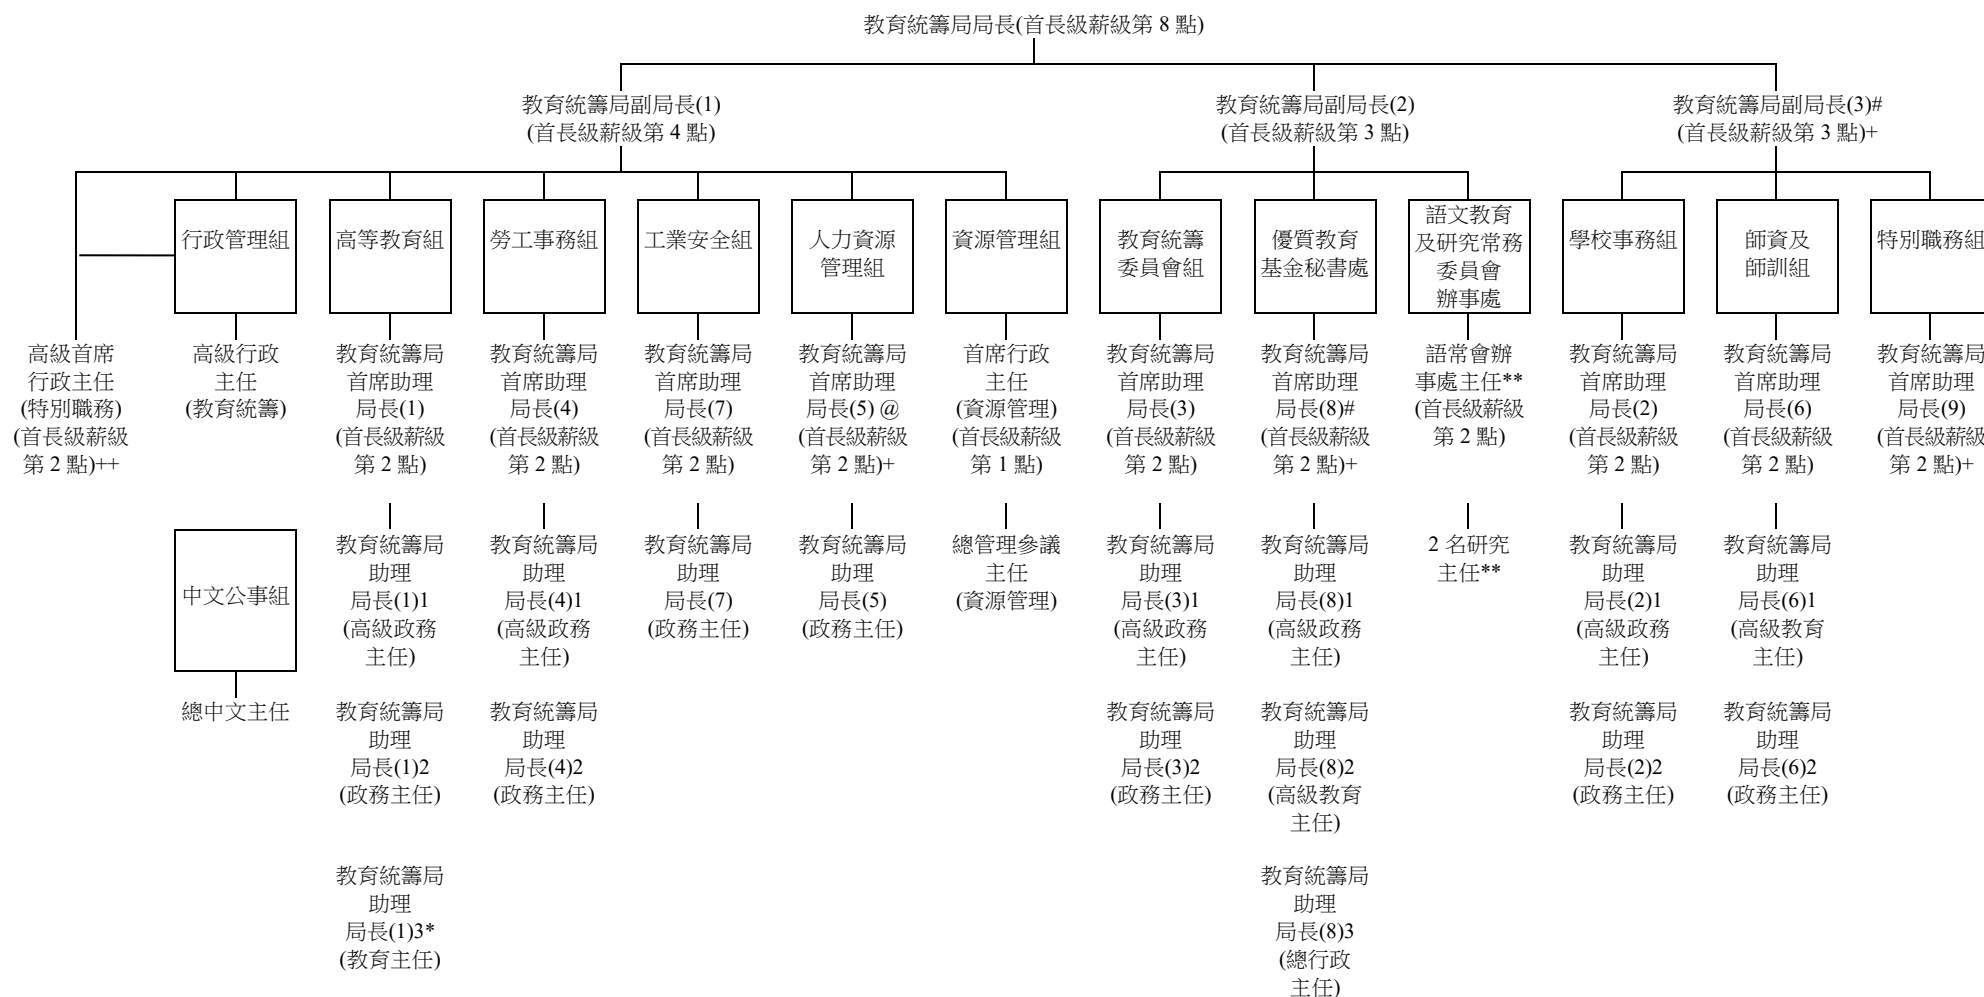 教育統籌局局長(首長級薪級第 8 點)
教育統籌局副局長(1)
(首長級薪級第 4 點)
教育統籌局副局長(2)
(首長級薪級第 3 點)
教育統籌局副局長(3)#
(首長級薪級第 3 點)+
行政管理組
高等教育組
勞工事務組
工業安全組
人力資源
管理組
資源管理組
教育統籌
委員會組
優質教育
基金秘書處
語文教育
及研究常務
委員會
辦事處
學校事務組
師資及
師訓組
特別職務組
高級首席
行政主任
(特別職務)
(首長級薪級
第 2 點)++
高級行政
主任
(教育統籌)
教育統籌局
首席助理
局長(1)
(首長級薪級
第 2 點)
教育統籌局
首席助理
局長(4)
(首長級薪級
第 2 點)
教育統籌局
首席助理
局長(7)
(首長級薪級
第 2 點)
教育統籌局
首席助理
局長(5) @
(首長級薪級
第 2 點)+
首席行政
主任
(資源管理)
(首長級薪級
第 1 點)
教育統籌局
首席助理
局長(3)
(首長級薪級
第 2 點)
教育統籌局
首席助理
局長(8)#
(首長級薪級
第 2 點)+
語常會辦
事處主任**
(首長級薪級
第 2 點)
教育統籌局
首席助理
局長(2)
(首長級薪級
第 2 點)
教育統籌局
首席助理
局長(6)
(首長級薪級
第 2 點)
教育統籌局
首席助理
局長(9)
(首長級薪級
第 2 點)+
中文公事組
教育統籌局
助理
局長(1)1
(高級政務
主任)
教育統籌局
助理
局長(4)1
(高級政務
主任)
教育統籌局
助理
局長(7)
(政務主任)
教育統籌局
助理
局長(5)
(政務主任)
總管理參議
主任
(資源管理)
教育統籌局
助理
局長(3)1
(高級政務
主任)
教育統籌局
助理
局長(8)1
(高級政務
主任)
2 名研究
主任**
教育統籌局
助理
局長(2)1
(高級政務
主任)
教育統籌局
助理
局長(6)1
(高級教育
主任)
總中文主任
教育統籌局
助理
局長(1)2
(政務主任)
教育統籌局
助理
局長(4)2
(政務主任)
教育統籌局
助理
局長(3)2
(政務主任)
教育統籌局
助理
局長(8)2
(高級教育
主任)
教育統籌局
助理
局長(2)2
(政務主任)
教育統籌局
助理
局長(6)2
(政務主任)
教育統籌局
助理
局長(1)3*
(教育主任)
教育統籌局
助理
局長(8)3
(總行政
主任)